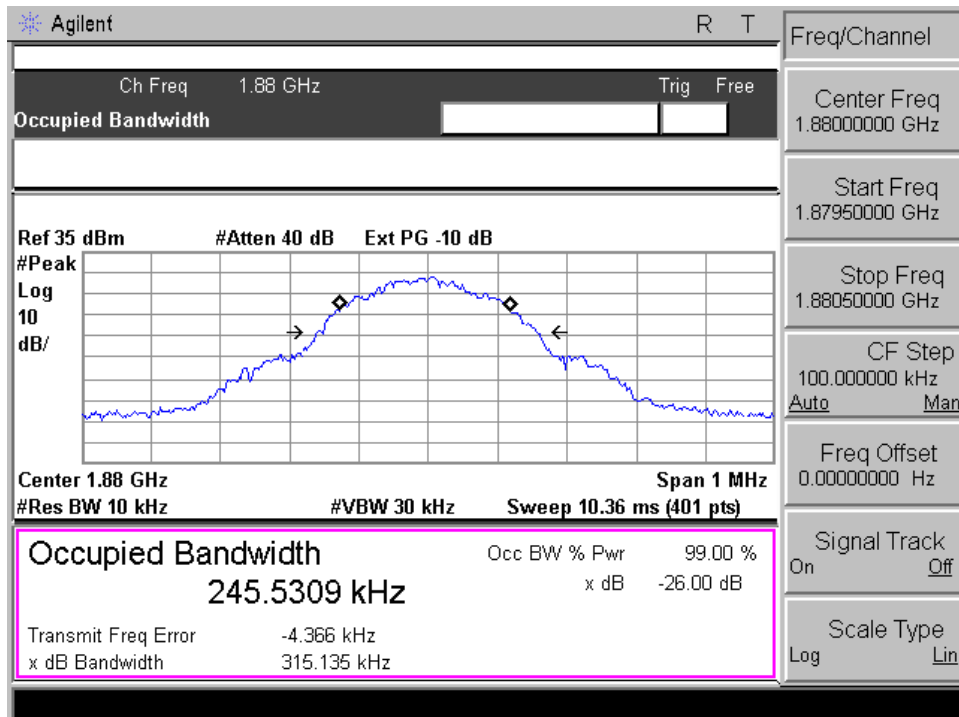 Agilent R T
Ch Freq 1.88 GHz Trig Free
Occupied Bandwidth
Ref 35 dBm #Atten 40 dB Ext PG -10 dB
#Peak
Log
10
dB/
Center 1.88 GHz Span 1 MHz
#Res BW 10 kHz #VBW 30 kHz Sweep 10.36 ms (401 pts)
Occupied Bandwidth Occ BW % Pwr 99.00 %
245.5309 kHz x dB -26.00 dB
Transmit Freq Error -4.366 kHz
x dB Bandwidth 315.135 kHz
Freq/Channel
Center Freq
1.88000000 GHz
Start Freq
1.87950000 GHz
Stop Freq
1.88050000 GHz
CF Step
100.000000 kHz
Auto Man
Freq Offset
0.00000000 Hz
Signal Track
On Off
Scale Type
Log Lin